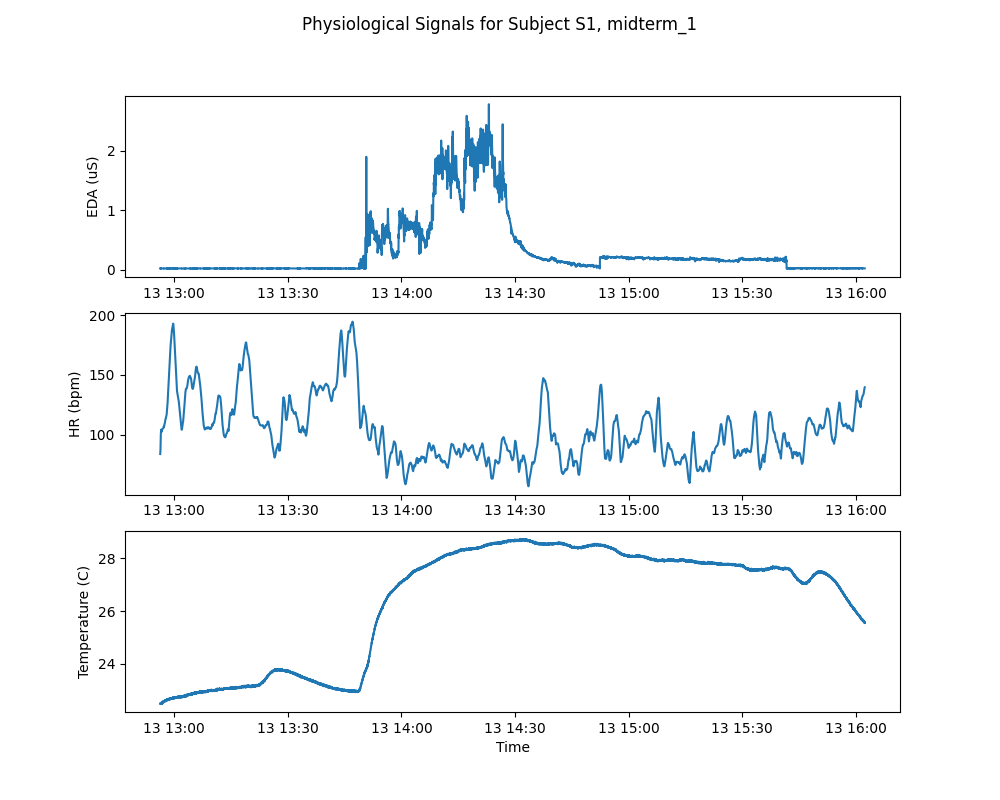 Physiological Signals for Subject S1, midterm_1
EDA (uS)
2
1
0
13 13:00 13 13:30 13 14:00 13 14:30 13 15:00 13 15:30 13 16:00
HR (bpm)
200
150
100
13 13:00 13 13:30 13 14:00 13 14:30 13 15:00 13 15:30 13 16:00
Temperature (C)
28
26
24
13 13:00 13 13:30 13 14:00 13 14:30 13 15:00 13 15:30 13 16:00
Time